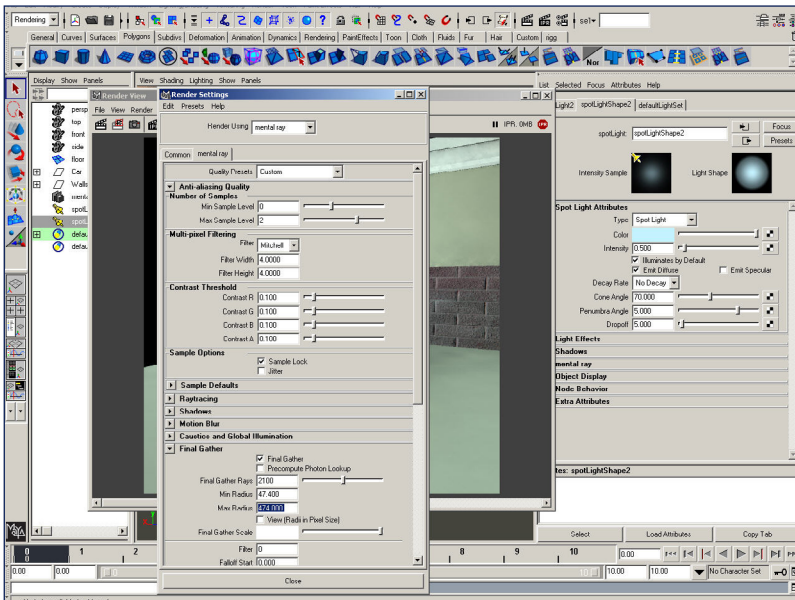 Rendering
sel
General Curves Surfaces Polygons Subdivs Deformation Animation Dynamics Rendering PaintEffects Toon Cloth Fluids Fur Hair Custom rigg
Nor
Display Show Panels
View Shading Lighting Show Panels
List Selected Focus Attributes Help
Render View
File View Render
IPR: 0MB
IPR
persp
top
front
side
floor
Car
Walls
menta
spotL
spotL
defau
defau
Render Settings
Edit Presets Help
Render Using mental ray
Common mental ray
Quality Presets Custom
Anti-aliasing Quality
Number of Samples
Min Sample Level 0
Max Sample Level 2
Multi-pixel Filtering
Filter Mitchell
Filter Width 4.0000
Filter Height 4.0000
Contrast Threshold
Contrast R 0.100
Contrast G 0.100
Contrast B 0.100
Contrast A 0.100
Sample Options
Sample Lock
Jitter
Sample Defaults
Raytracing
Shadows
Motion Blur
Caustics and Global Illumination
Final Gather
Final Gather
Precompute Photon Lookup
Final Gather Rays 2100
Min Radius 47.400
Max Radius 474.000
View (Radii in Pixel Size)
Final Gather Scale
Filter 0
Falloff Start 0.000
Close
Light2 spotLightShape2 defaultLightSet
spotLight: spotLightShape2
Focus
Presets
Intensity Sample
Light Shape
Spot Light Attributes
Type Spot Light
Color
Intensity 0.500
Illuminates by Default
Emit Diffuse Emit Specular
Decay Rate No Decay
Cone Angle 70.000
Penumbra Angle 5.000
Dropoff 5.000
Light Effects
Shadows
mental ray
Object Display
Node Behavior
Extra Attributes
tes: spotLightShape2
Select Load Attributes Copy Tab
MAYA
0 1 2 8 9 10
0
0.00
0.00 0.00
10.00 10.00 No Character Set